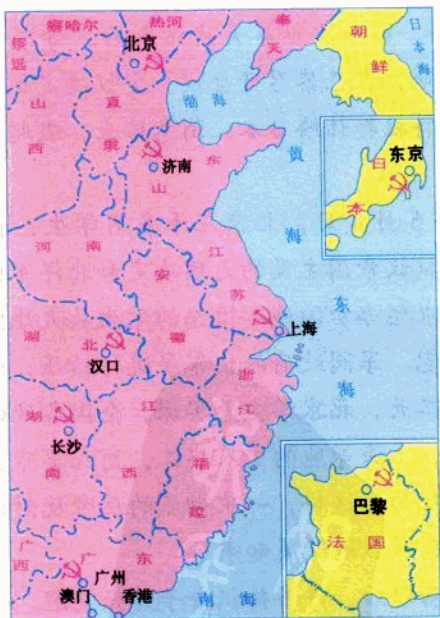 察哈尔
热河
奉天
绥远
北京
朝鲜
日本海
山西
直隶
渤海
济南
山东
黄海
东京
日本
河南
安徽
江苏
上海
东海
湖北
汉口
浙江
湖南
长沙
江西
福建
巴黎
法国
广西
广东
广州
澳门
香港
南海